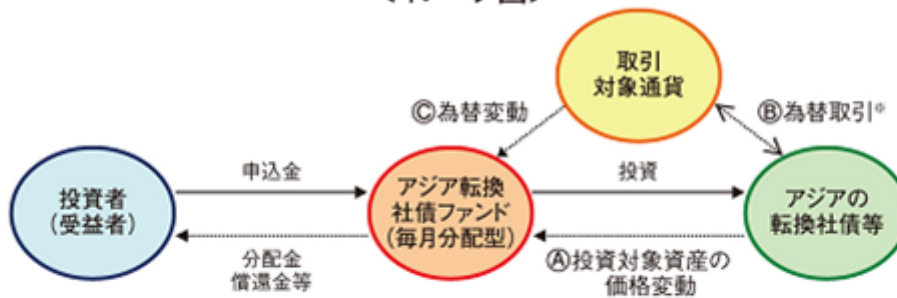 取引
対象通貨
Ⓒ為替変動
Ⓑ為替取引※
申込金
投資
投資者
(受益者)
アジア転換
社債ファンド
(毎月分配型)
アジアの
転換社債等
分配金
償還金等
Ⓐ投資対象資産の
価格変動